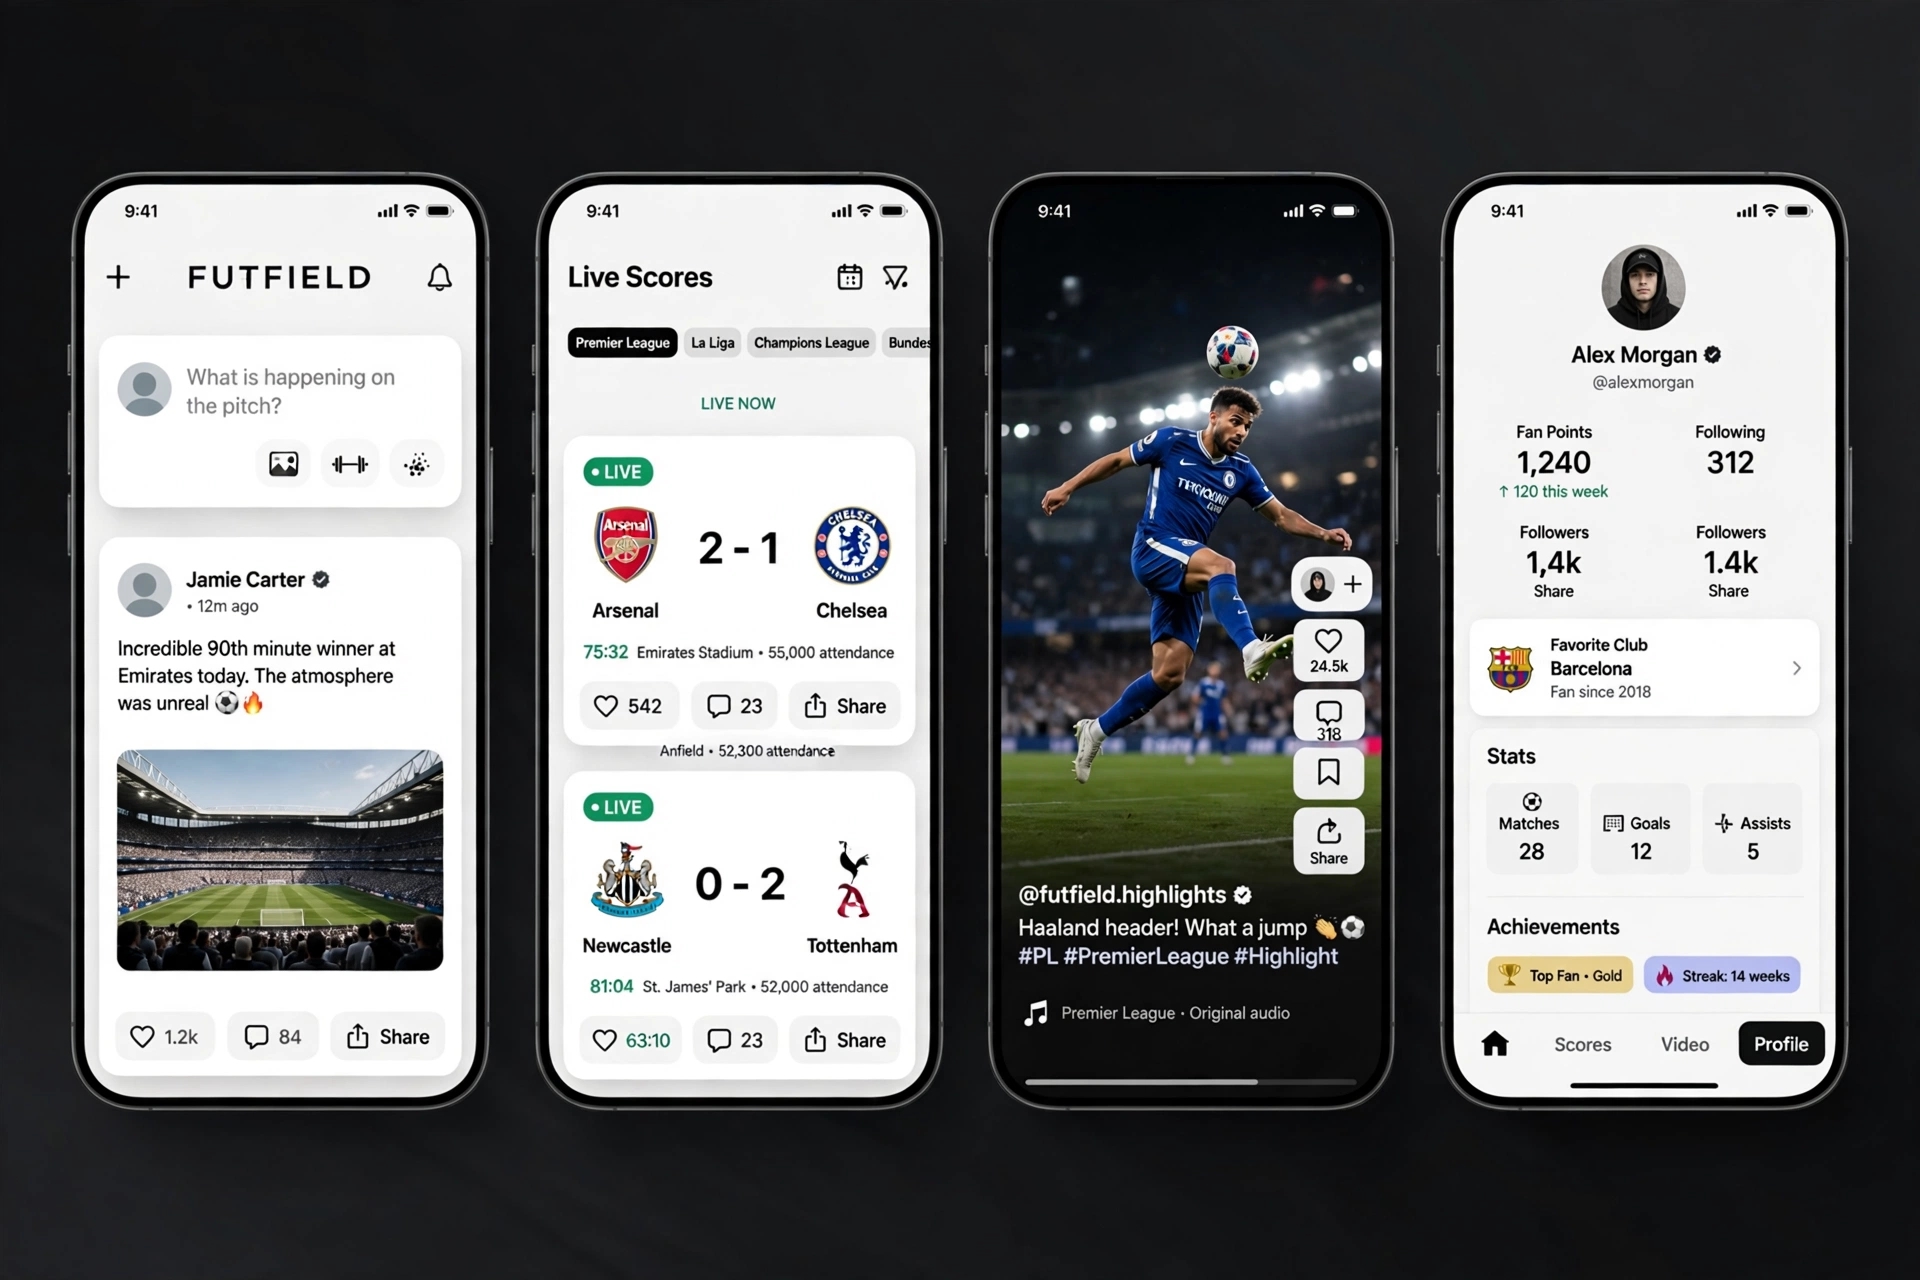 9:41
FUTFIELD
What is happening on
the pitch?
Jamie Carter
• 12m ago
Incredible 90th minute winner at
Emirates today. The atmosphere
was unreal ⚽🔥
1.2k
84
Share
9:41
Live Scores
Premier League
La Liga
Champions League
Bundes
LIVE NOW
• LIVE
Arsenal
CHELSEA
2 - 1
Arsenal
Chelsea
75:32 Emirates Stadium • 55,000 attendance
542
23
Share
Anfield • 52,300 attendance
• LIVE
0 - 2
Newcastle
Tottenham
81:04 St. James' Park • 52,000 attendance
63:10
23
Share
9:41
24.5k
318
Share
@futfield.highlights
Haaland header! What a jump 👏⚽
#PL #PremierLeague #Highlight
Premier League · Original audio
9:41
Alex Morgan
@alexmorgan
Fan Points
1,240
↑ 120 this week
Following
312
Followers
1,4k
Share
Followers
1.4k
Share
Favorite Club
Barcelona
Fan since 2018
Stats
Matches
28
Goals
12
Assists
5
Achievements
Top Fan • Gold
Streak: 14 weeks
Scores
Video
Profile